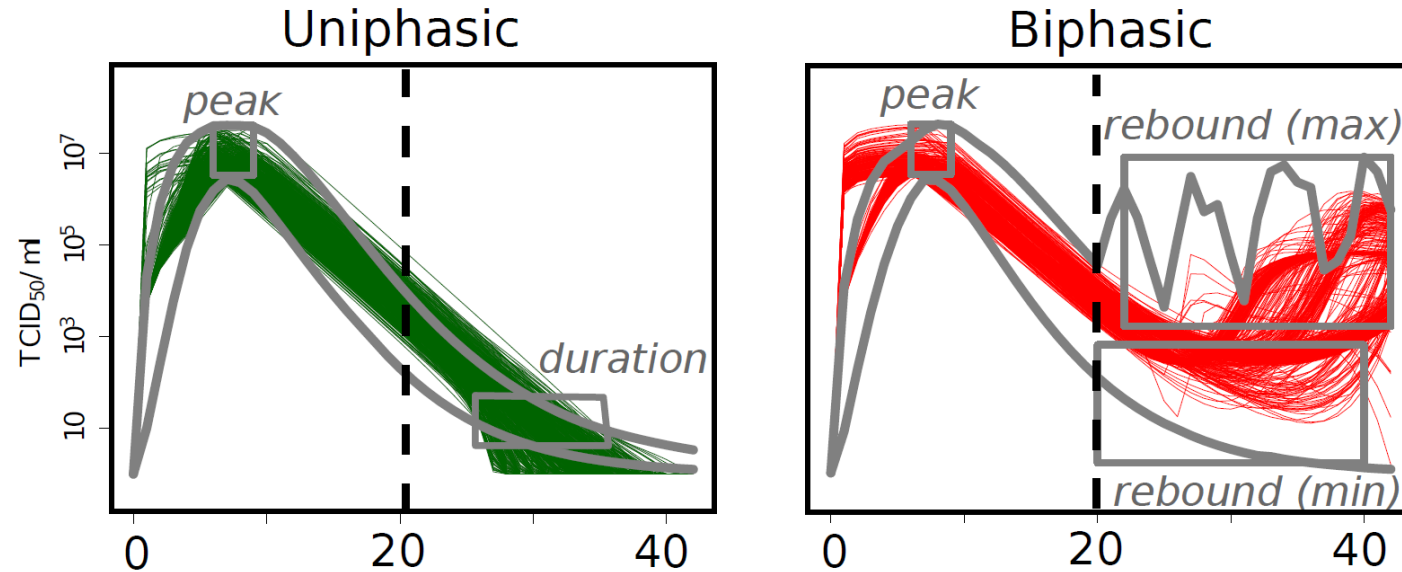 Uniphasic
Biphasic
peak
peak
rebound (max)
duration
rebound (min)
TCID50/ ml
10^7
10^5
10^3
10
0
20
40
0
20
40